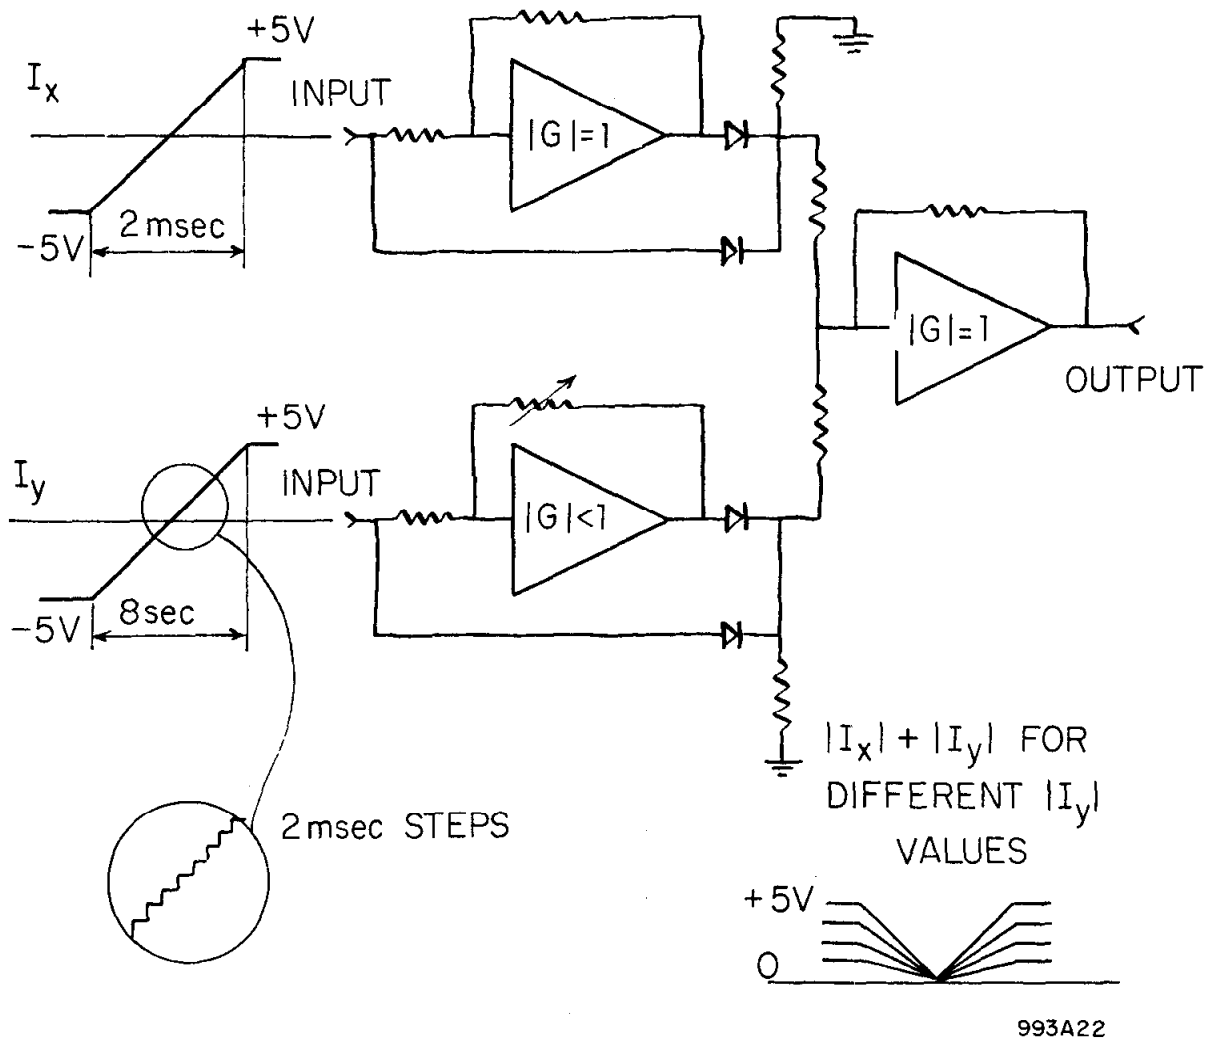 +5V
I_x
INPUT
|G|=1
-5V
2 msec
|G|=1
OUTPUT
+5V
I_y
INPUT
|G|<1
-5V
8 sec
2 msec STEPS
|I_x| + |I_y| FOR
DIFFERENT |I_y|
VALUES
+5V
0
993A22